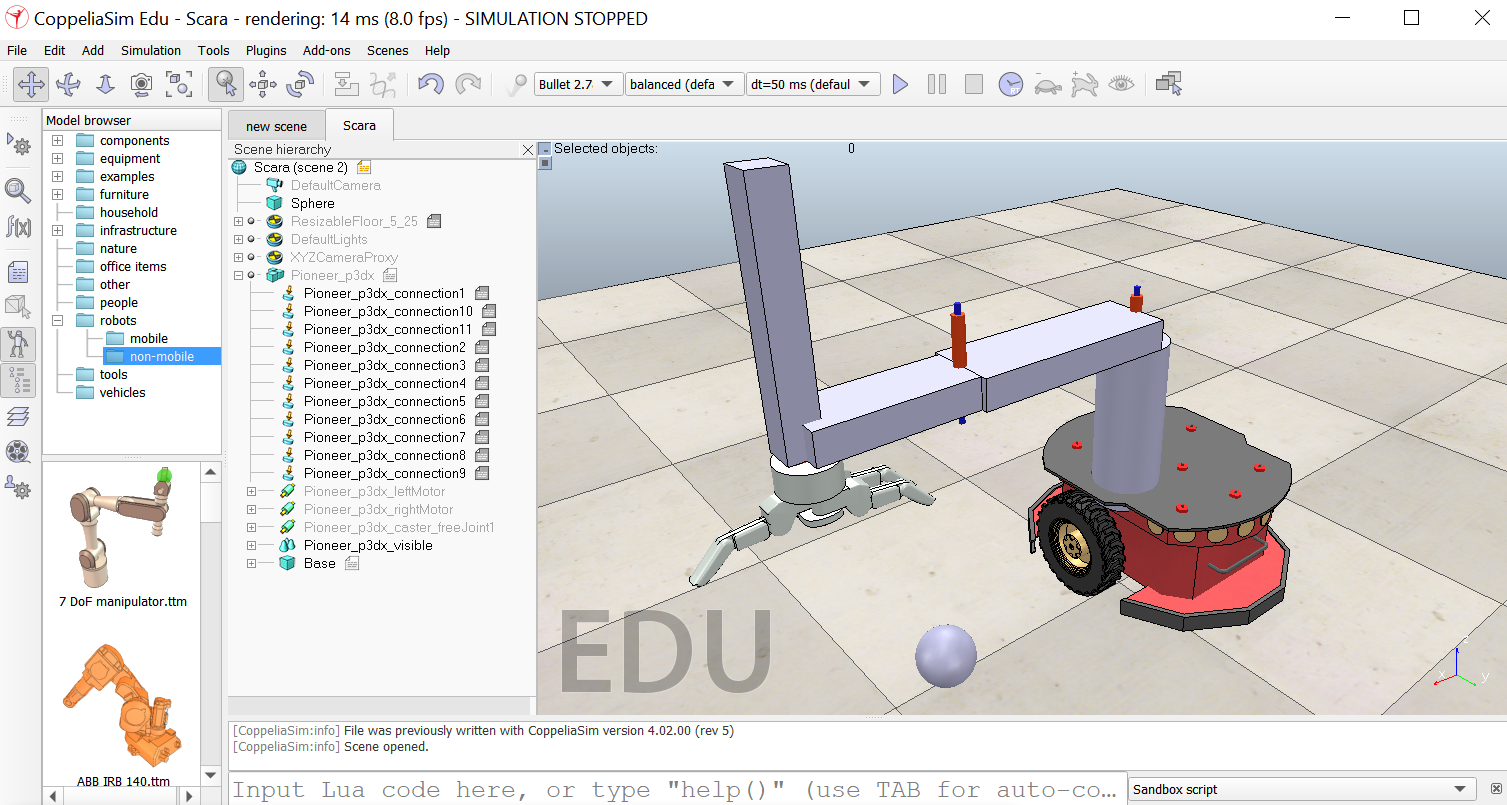 CoppeliaSim Edu - Scara - rendering: 14 ms (8.0 fps) - SIMULATION STOPPED
File Edit Add Simulation Tools Plugins Add-ons Scenes Help
Bullet 2.7 balanced (defa dt=50 ms (defaul RT
Model browser
components
equipment
examples
furniture
household
infrastructure
nature
office items
other
people
robots
mobile
non-mobile
tools
vehicles
7 DoF manipulator.ttm
ABB IRB 140.ttm
new scene Scara
Scene hierarchy
Scara (scene 2)
DefaultCamera
Sphere
ResizableFloor_5_25
DefaultLights
XYZCameraProxy
Pioneer_p3dx
Pioneer_p3dx_connection1
Pioneer_p3dx_connection10
Pioneer_p3dx_connection11
Pioneer_p3dx_connection2
Pioneer_p3dx_connection3
Pioneer_p3dx_connection4
Pioneer_p3dx_connection5
Pioneer_p3dx_connection6
Pioneer_p3dx_connection7
Pioneer_p3dx_connection8
Pioneer_p3dx_connection9
Pioneer_p3dx_leftMotor
Pioneer_p3dx_rightMotor
Pioneer_p3dx_caster_freeJoint1
Pioneer_p3dx_visible
Base
Selected objects: 0
EDU
z
x
y
[CoppeliaSim:info] File was previously written with CoppeliaSim version 4.02.00 (rev 5)
[CoppeliaSim:info] Scene opened.
Input Lua code here, or type "help()" (use TAB for auto-co...
Sandbox script
f(x)